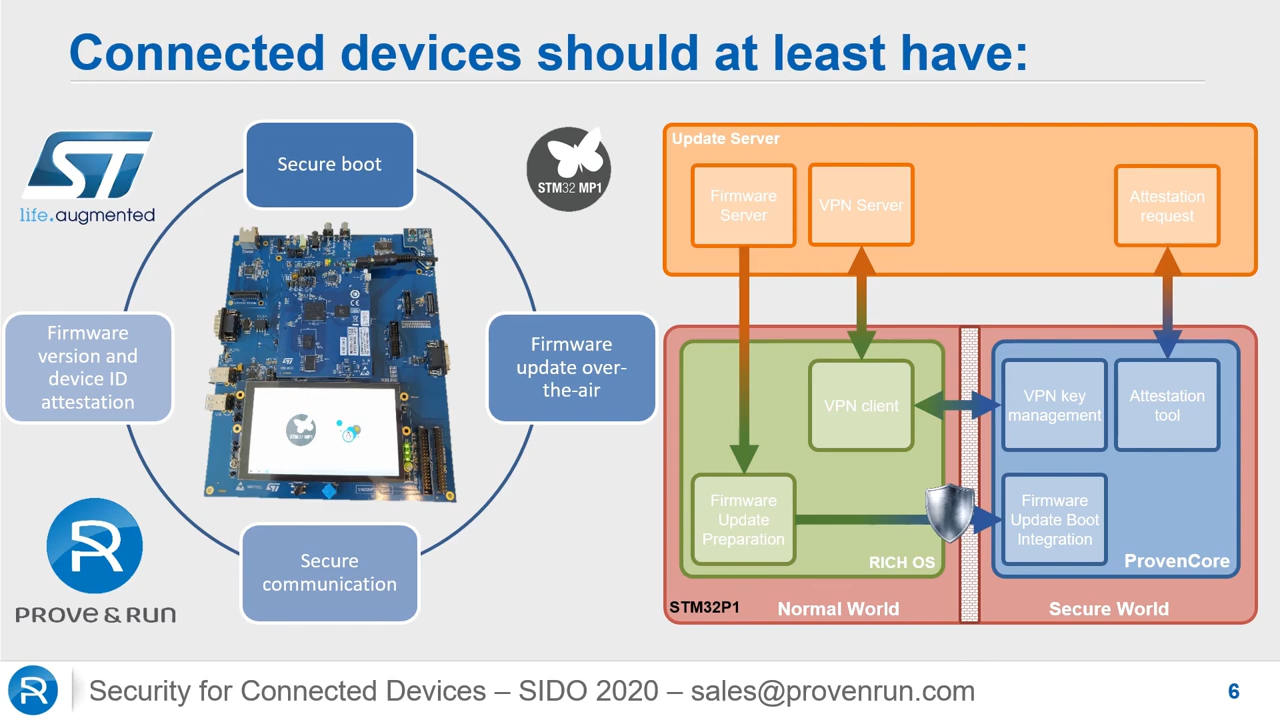 Connected devices should at least have:
ST
life.augmented
Secure boot
STM32 MP1
Firmware
version and
device ID
attestation
Firmware
update over-
the-air
STM32 MP1
Secure
communication
PROVE & RUN
Update Server
Firmware
Server
VPN Server
Attestation
request
VPN client
VPN key
management
Attestation
tool
Firmware
Update
Preparation
Firmware
Update Boot
Integration
RICH OS
ProvenCore
STM32P1
Normal World
Secure World
Security for Connected Devices – SIDO 2020 – sales@provenrun.com
6